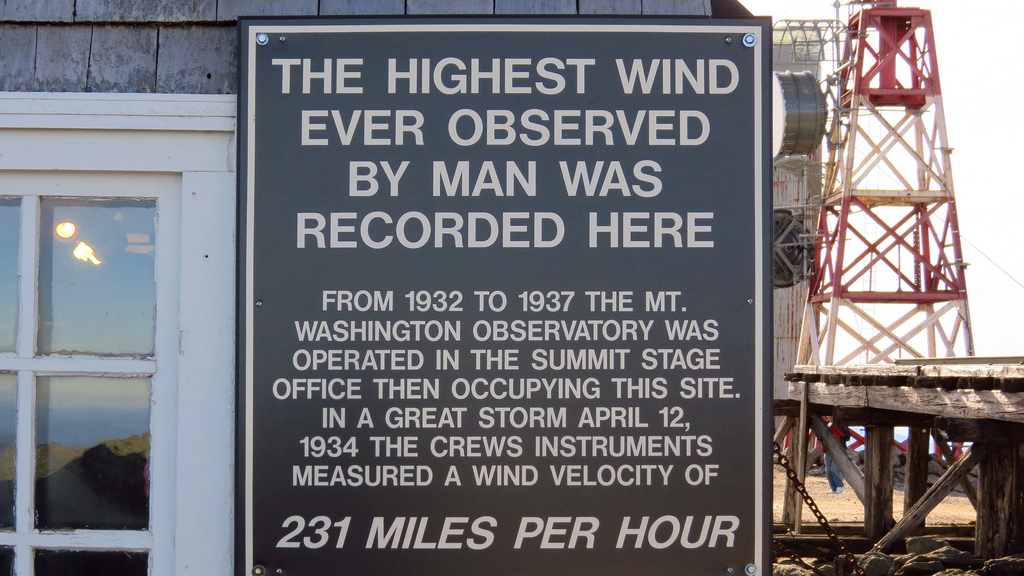 THE HIGHEST WIND
EVER OBSERVED
BY MAN WAS
RECORDED HERE
FROM 1932 TO 1937 THE MT.
WASHINGTON OBSERVATORY WAS
OPERATED IN THE SUMMIT STAGE
OFFICE THEN OCCUPYING THIS SITE.
IN A GREAT STORM APRIL 12,
1934 THE CREWS INSTRUMENTS
MEASURED A WIND VELOCITY OF
231 MILES PER HOUR